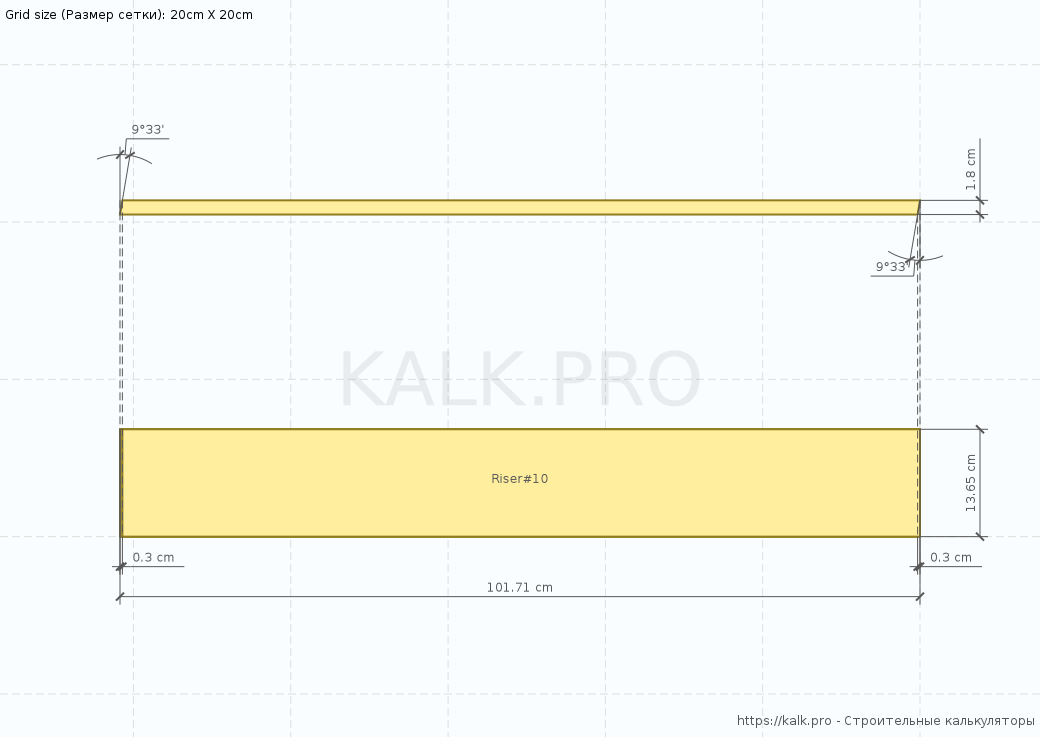 Grid size (Размер сетки): 20cm X 20cm
9°33'
1.8 cm
9°33'
KALK.PRO
Riser#10
13.65 cm
0.3 cm
0.3 cm
101.71 cm
https://kalk.pro - Строительные калькуляторы